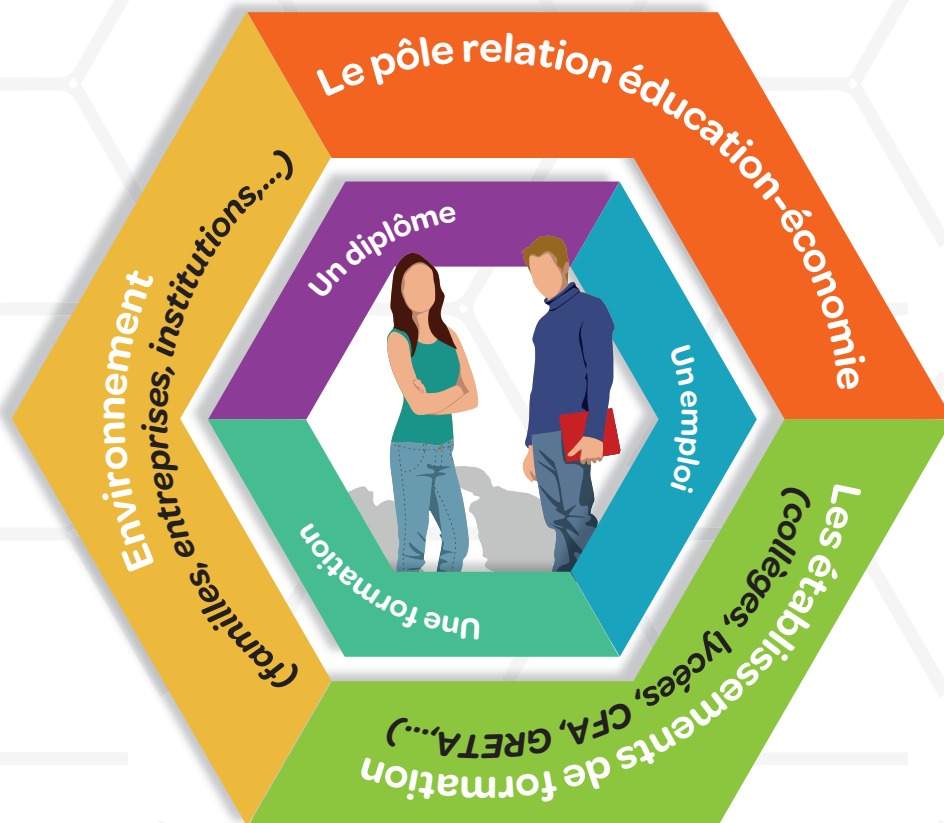 Le pôle relation éducation-économie
Environnement
(familles, entreprises, institutions,...)
Les établissements de formation
(collèges, lycées, CFA, GRETA,...)
Un diplôme
Un emploi
Une formation